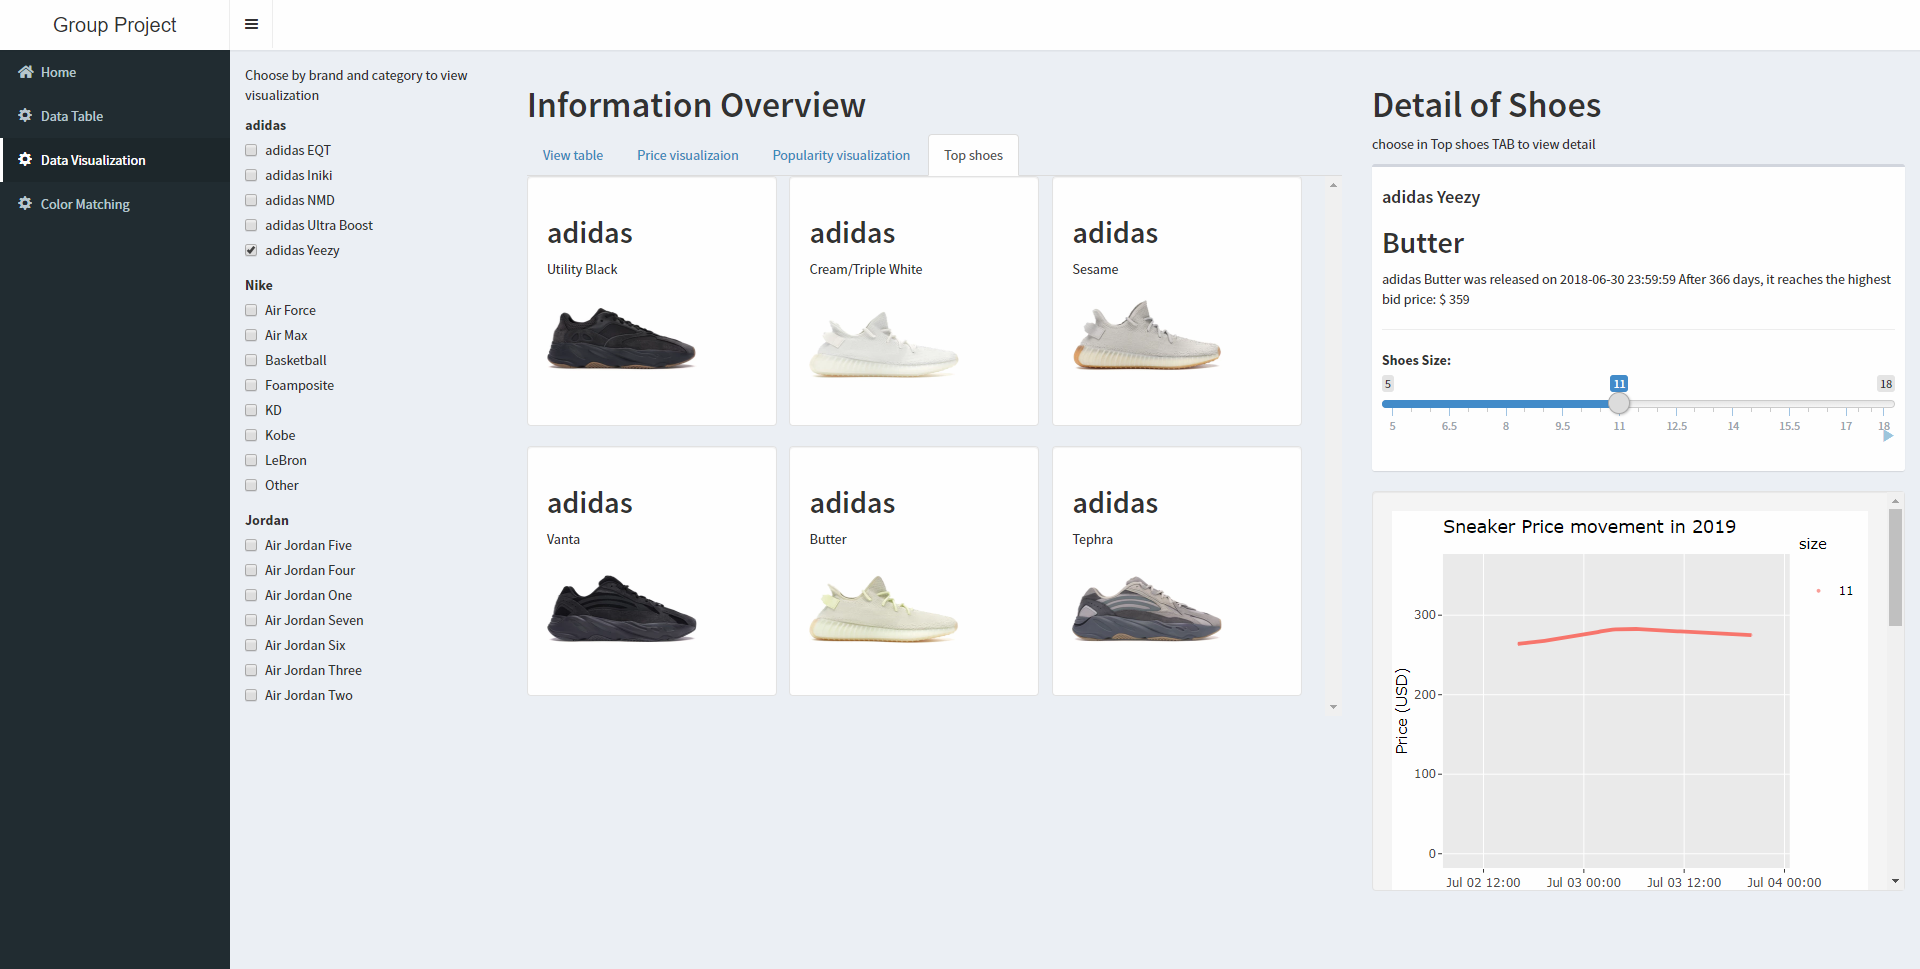 Group Project
Home
Data Table
Data Visualization
Color Matching
Choose by brand and category to view
visualization
adidas
adidas EQT
adidas Iniki
adidas NMD
adidas Ultra Boost
adidas Yeezy
Nike
Air Force
Air Max
Basketball
Foamposite
KD
Kobe
LeBron
Other
Jordan
Air Jordan Five
Air Jordan Four
Air Jordan One
Air Jordan Seven
Air Jordan Six
Air Jordan Three
Air Jordan Two
Information Overview
View table
Price visualizaion
Popularity visualization
Top shoes
adidas
Utility Black
adidas
Cream/Triple White
adidas
Sesame
adidas
Vanta
adidas
Butter
adidas
Tephra
Detail of Shoes
choose in Top shoes TAB to view detail
adidas Yeezy
Butter
adidas Butter was released on 2018-06-30 23:59:59 After 366 days, it reaches the highest
bid price: $ 359
Shoes Size:
5 11 18
5 6.5 8 9.5 11 12.5 14 15.5 17 18
Sneaker Price movement in 2019
size
11
Price (USD)
300
200
100
0
Jul 02 12:00 Jul 03 00:00 Jul 03 12:00 Jul 04 00:00